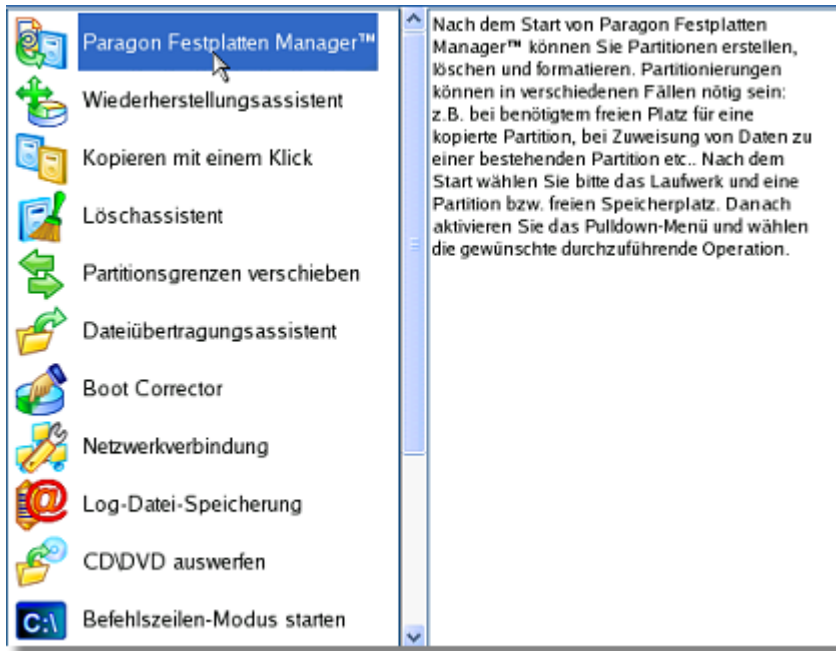 Paragon Festplatten Manager™
Wiederherstellungsassistent
Kopieren mit einem Klick
Löschassistent
Partitionsgrenzen verschieben
Dateiübertragungsassistent
Boot Corrector
Netzwerkverbindung
Log-Datei-Speicherung
CD\DVD auswerfen
C:\ Befehlszeilen-Modus starten
Nach dem Start von Paragon Festplatten
Manager™ können Sie Partitionen erstellen,
löschen und formatieren. Partitionierungen
können in verschiedenen Fällen nötig sein:
z.B. bei benötigtem freien Platz für eine
kopierte Partition, bei Zuweisung von Daten zu
einer bestehenden Partition etc.. Nach dem
Start wählen Sie bitte das Laufwerk und eine
Partition bzw. freien Speicherplatz. Danach
aktivieren Sie das Pulldown-Menü und wählen
die gewünschte durchzuführende Operation.